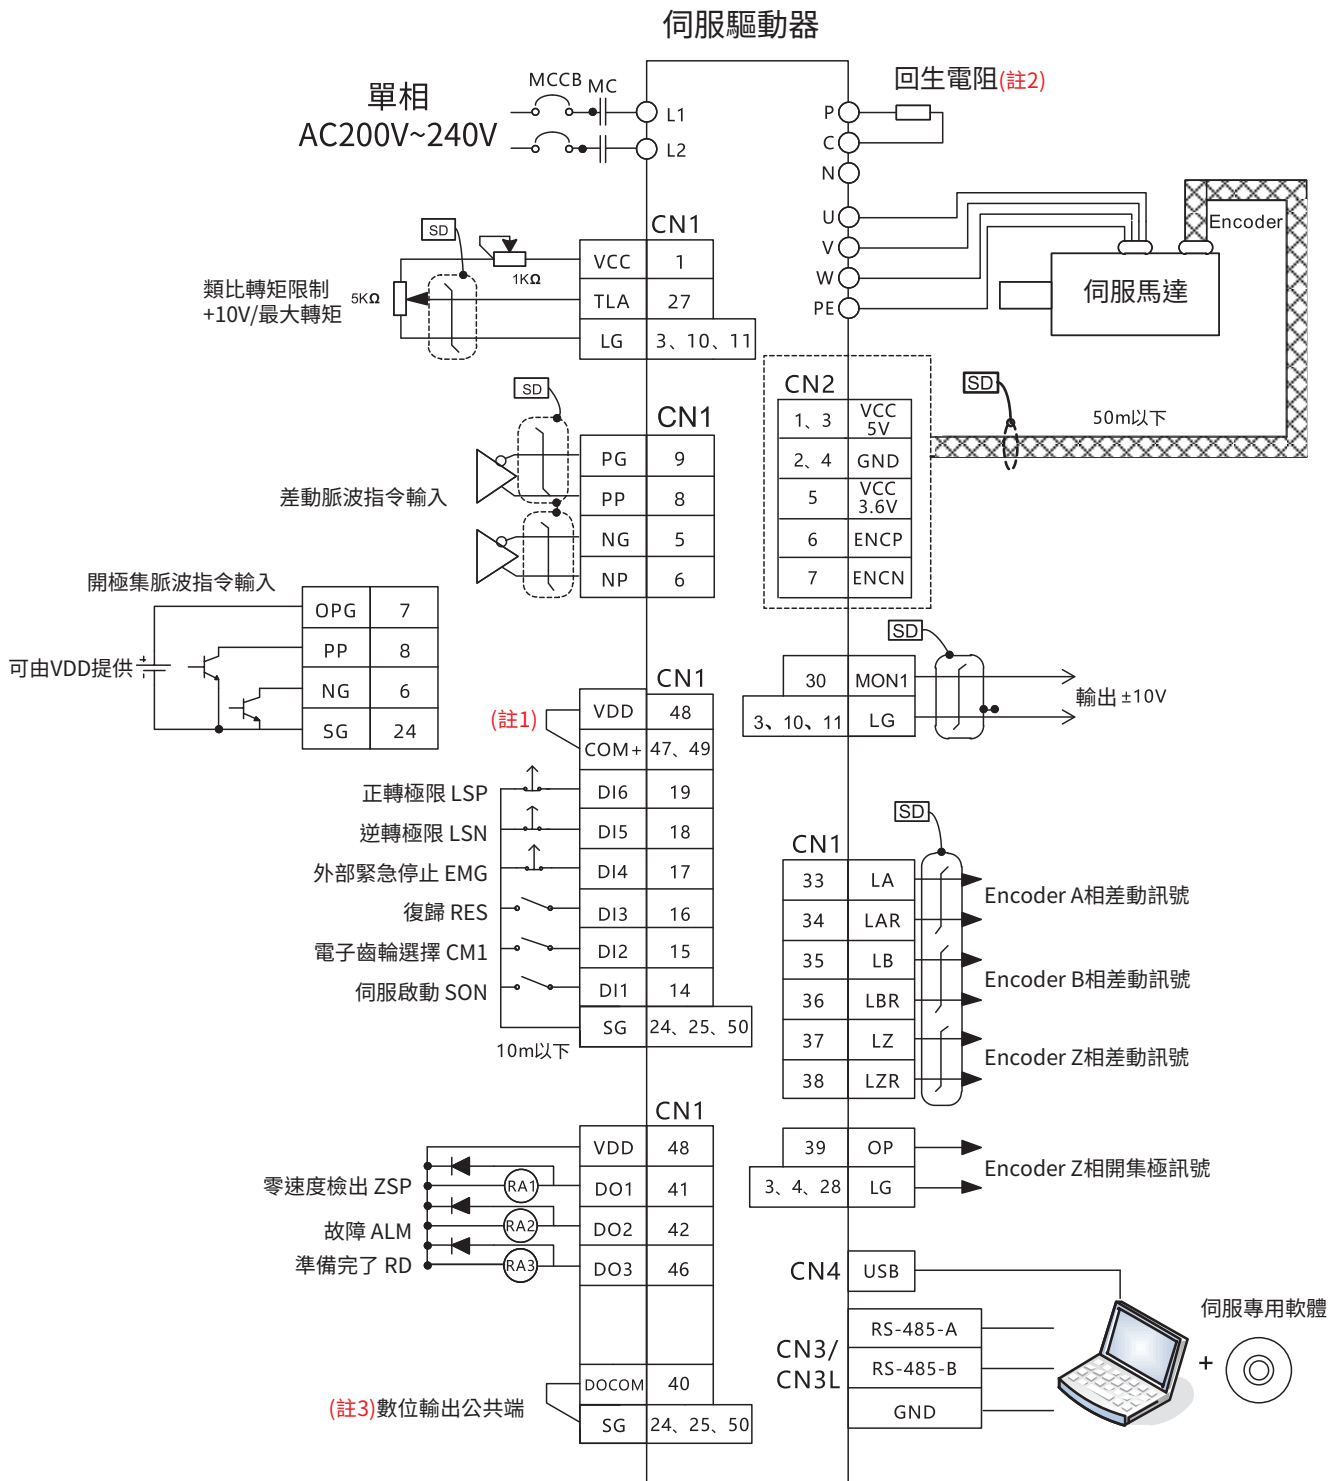 伺服驅動器
單相
AC200V~240V
MCCB MC
L1
L2
回生電阻(註2)
P
C
N
U
V
W
PE
Encoder
伺服馬達
SD
50m以下
CN1
SD
1KΩ
5KΩ
類比轉矩限制
+10V/最大轉矩
VCC 1
TLA 27
LG 3、10、11
CN2
1、3 VCC 5V
2、4 GND
5 VCC 3.6V
6 ENCP
7 ENCN
SD
CN1
差動脈波指令輸入
PG 9
PP 8
NG 5
NP 6
開極集脈波指令輸入
可由VDD提供
+
OPG 7
PP 8
NG 6
SG 24
SD
30 MON1
3、10、11 LG
輸出 ±10V
CN1
(註1)
VDD 48
COM+ 47、49
正轉極限 LSP DI6 19
逆轉極限 LSN DI5 18
外部緊急停止 EMG DI4 17
復歸 RES DI3 16
電子齒輪選擇 CM1 DI2 15
伺服啟動 SON DI1 14
SG 24、25、50
10m以下
SD
CN1
33 LA
34 LAR
35 LB
36 LBR
37 LZ
38 LZR
Encoder A相差動訊號
Encoder B相差動訊號
Encoder Z相差動訊號
39 OP
3、4、28 LG
Encoder Z相開集極訊號
CN1
VDD 48
零速度檢出 ZSP RA1 DO1 41
故障 ALM RA2 DO2 42
準備完了 RD RA3 DO3 46
DOCOM 40
(註3)數位輸出公共端
SG 24、25、50
CN4 USB
CN3/
CN3L
RS-485-A
RS-485-B
GND
伺服專用軟體
+